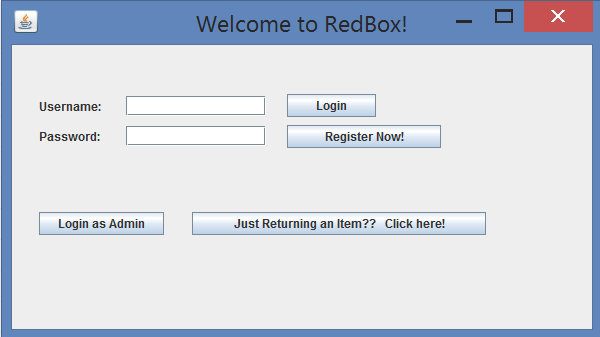 Welcome to RedBox!
Username:
Login
Password:
Register Now!
Login as Admin
Just Returning an Item?? Click here!